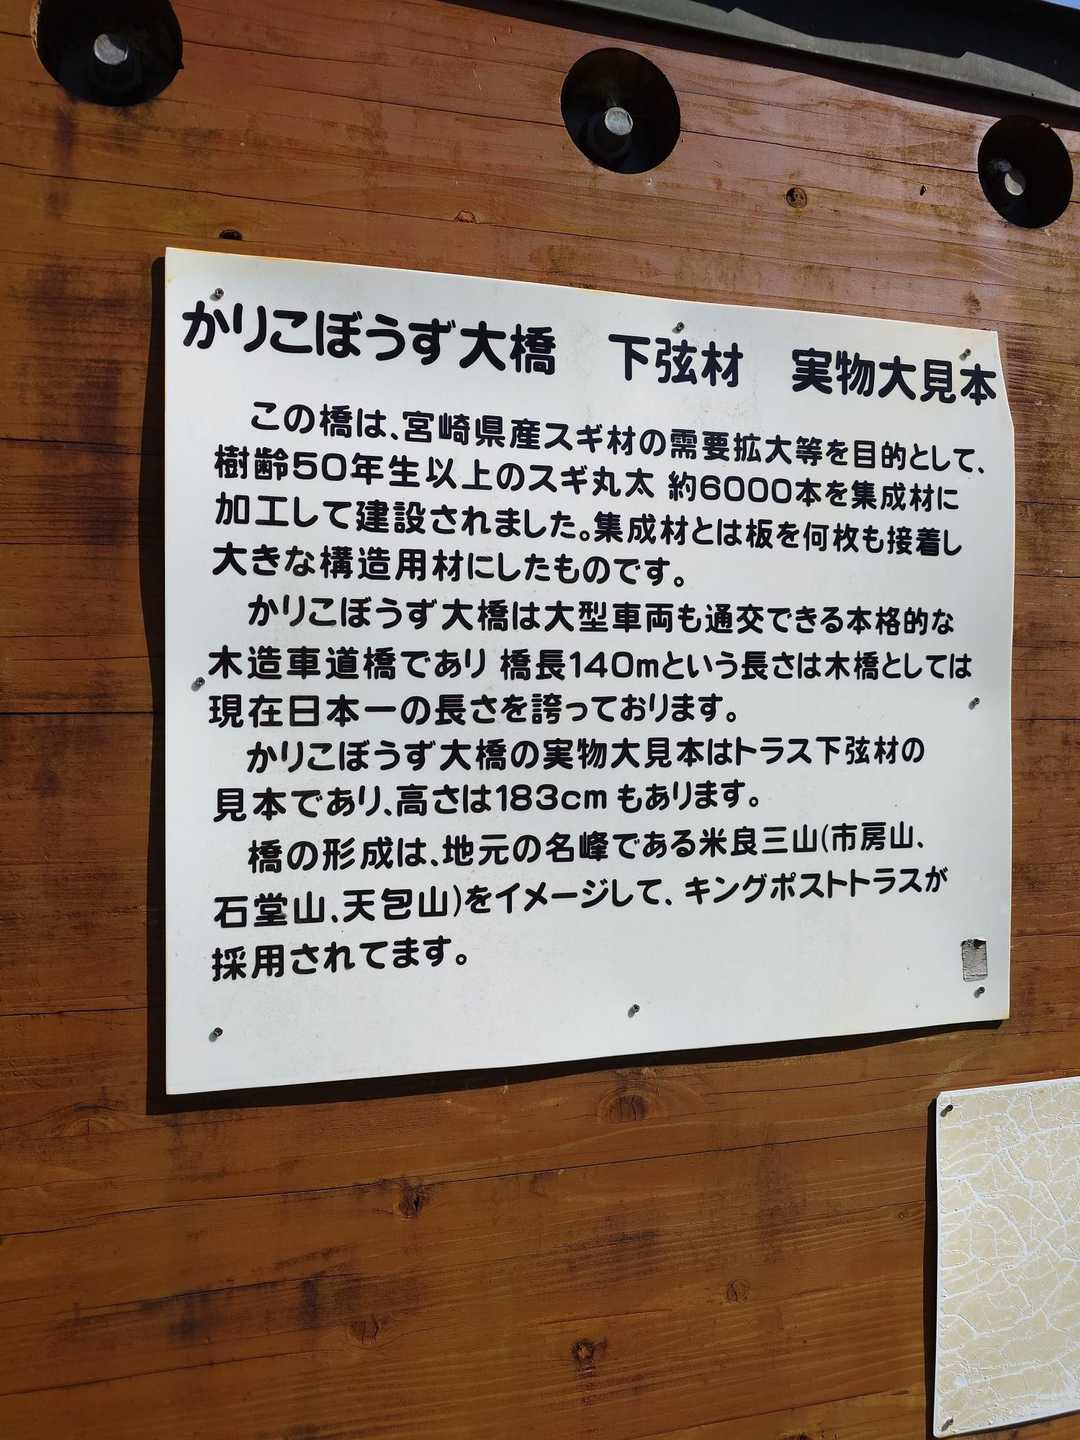 かりこぼうず大橋　下弦材　実物大見本
この橋は、宮崎県産スギ材の需要拡大等を目的として、
樹齢50年生以上のスギ丸太 約6000本を集成材に
加工して建設されました。集成材とは板を何枚も接着し
大きな構造用材にしたものです。
かりこぼうず大橋は大型車両も通交できる本格的な
木造車道橋であり 橋長140mという長さは木橋としては
現在日本一の長さを誇っております。
かりこぼうず大橋の実物大見本はトラス下弦材の
見本であり、高さは183cmもあります。
橋の形成は、地元の名峰である米良三山(市房山、
石堂山、天包山)をイメージして、キングポストトラスが
採用されてます。